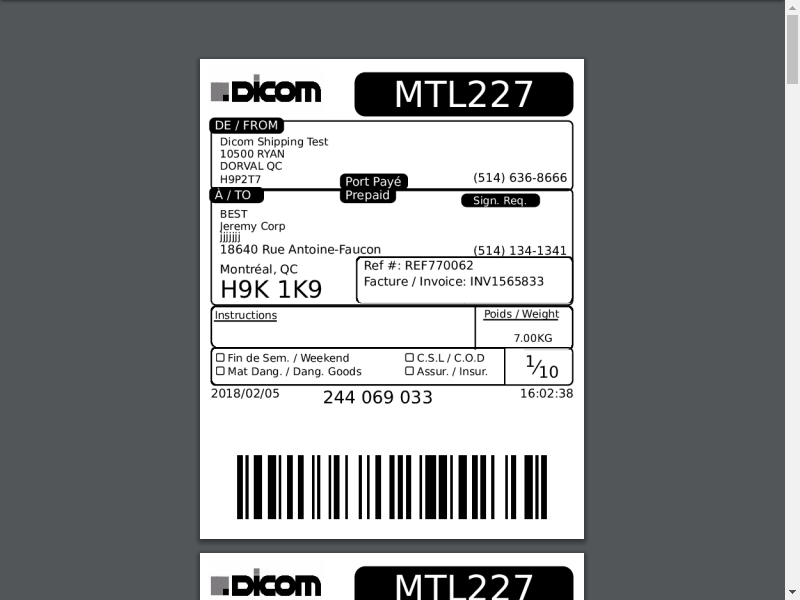 Dicom
MTL227
DE / FROM
Dicom Shipping Test
10500 RYAN
DORVAL QC
H9P2T7
(514) 636-8666
Port Payé
Prepaid
À / TO
Sign. Req.
BEST
Jeremy Corp
jjjjjjj
18640 Rue Antoine-Faucon
(514) 134-1341
Montréal, QC
H9K 1K9
Ref #: REF770062
Facture / Invoice: INV1565833
Instructions
Poids / Weight
7.00KG
Fin de Sem. / Weekend
C.S.L / C.O.D
Mat Dang. / Dang. Goods
Assur. / Insur.
1/10
2018/02/05
244 069 033
16:02:38
Dicom
MTL227